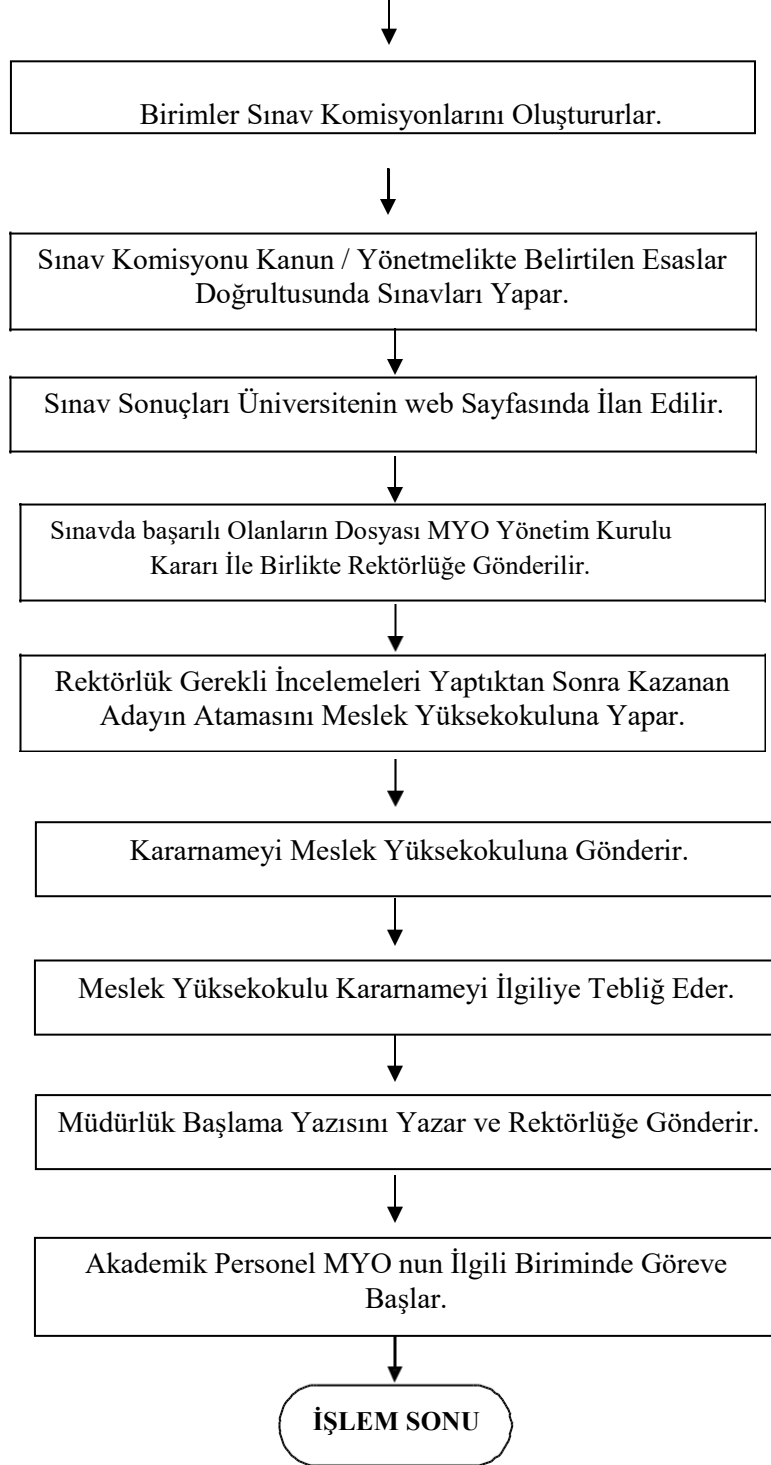 Birimler Sınav Komisyonlarını Oluştururlar.
Sınav Komisyonu Kanun / Yönetmelikte Belirtilen Esaslar
Doğrultusunda Sınavları Yapar.
Sınav Sonuçları Üniversitenin web Sayfasında İlan Edilir.
Sınavda başarılı Olanların Dosyası MYO Yönetim Kurulu
Kararı İle Birlikte Rektörlüğe Gönderilir.
Rektörlük Gerekli İncelemeleri Yaptıktan Sonra Kazanan
Adayın Atamasını Meslek Yüksekokuluna Yapar.
Kararnameyi Meslek Yüksekokuluna Gönderir.
Meslek Yüksekokulu Kararnameyi İlgiliye Tebliğ Eder.
Müdürlük Başlama Yazısını Yazar ve Rektörlüğe Gönderir.
Akademik Personel MYO nun İlgili Biriminde Göreve
Başlar.
İŞLEM SONU